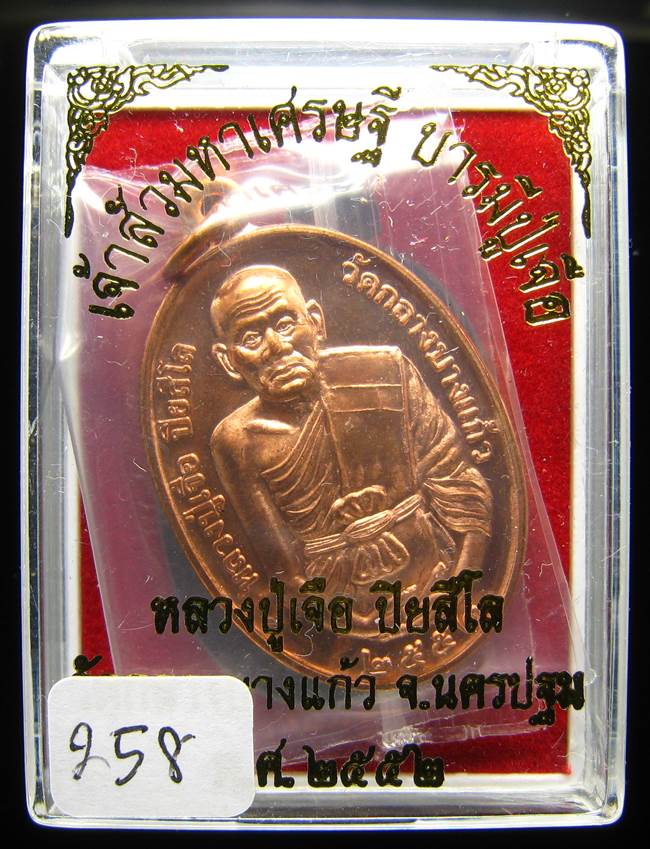 เจ้าสัวมหาเศรษฐี บารมีปู่เจือ
หลวงปู่เจือ ปิยสีโล
วัดกลางบางแก้ว
๒๕๕
หลวงปู่เจือ ปิยสีโล
บางแก้ว จ.นครปฐม
ศ.๒๕๕๒
258